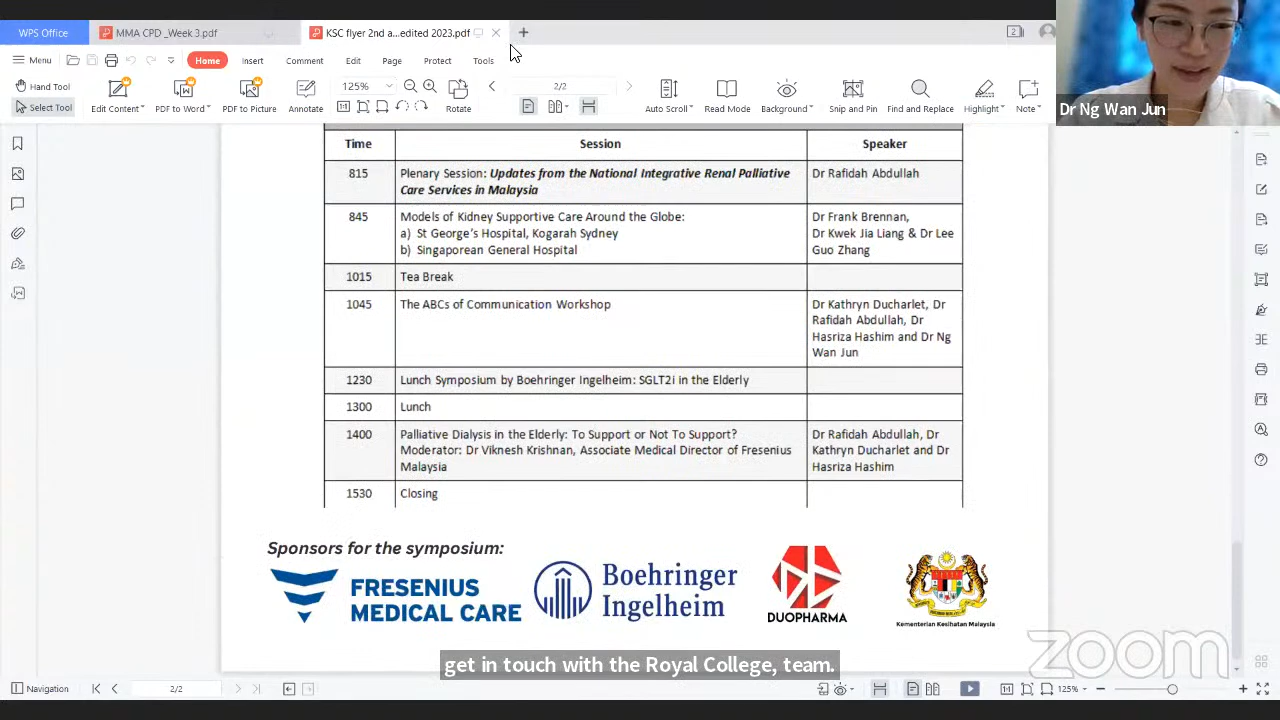 WPS Office
MMA CPD _Week 3.pdf
KSC flyer 2nd a...edited 2023.pdf
2
Menu
Home
Insert
Comment
Edit
Page
Protect
Tools
Hand Tool
Select Tool
Edit Content
PDF to Word
PDF to Picture
Annotate
125%
Rotate
2/2
Auto Scroll
Read Mode
Background
Snip and Pin
Find and Replace
Highlight
Note
Dr Ng Wan Jun
Time Session Speaker
815 Plenary Session: Updates from the National Integrative Renal Palliative Dr Rafidah Abdullah
Care Services in Malaysia
845 Models of Kidney Supportive Care Around the Globe: Dr Frank Brennan,
a) St George's Hospital, Kogarah Sydney Dr Kwek Jia Liang & Dr Lee
b) Singaporean General Hospital Guo Zhang
1015 Tea Break
1045 The ABCs of Communication Workshop Dr Kathryn Ducharlet, Dr
Rafidah Abdullah, Dr
Hasriza Hashim and Dr Ng
Wan Jun
1230 Lunch Symposium by Boehringer Ingelheim: SGLT2i in the Elderly
1300 Lunch
1400 Palliative Dialysis in the Elderly: To Support or Not To Support? Dr Rafidah Abdullah, Dr
Moderator: Dr Viknesh Krishnan, Associate Medical Director of Fresenius Kathryn Ducharlet and Dr
Malaysia Hasriza Hashim
1530 Closing
Sponsors for the symposium:
FRESENIUS
MEDICAL CARE
Boehringer
Ingelheim
DUOPHARMA
Kementerian Kesihatan Malaysia
get in touch with the Royal College, team.
zoom
Navigation
2/2
125%